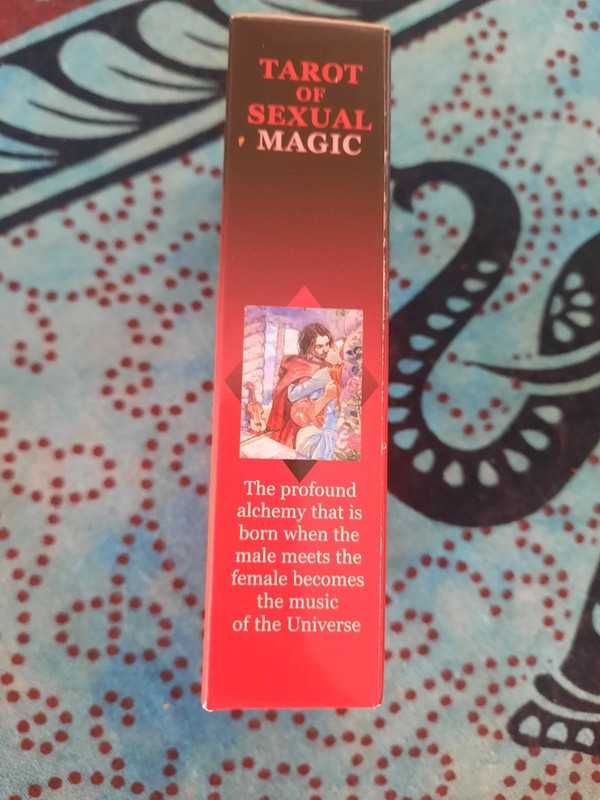 TAROT
OF
SEXUAL
MAGIC
The profound
alchemy that is
born when the
male meets the
female becomes
the music
of the Universe